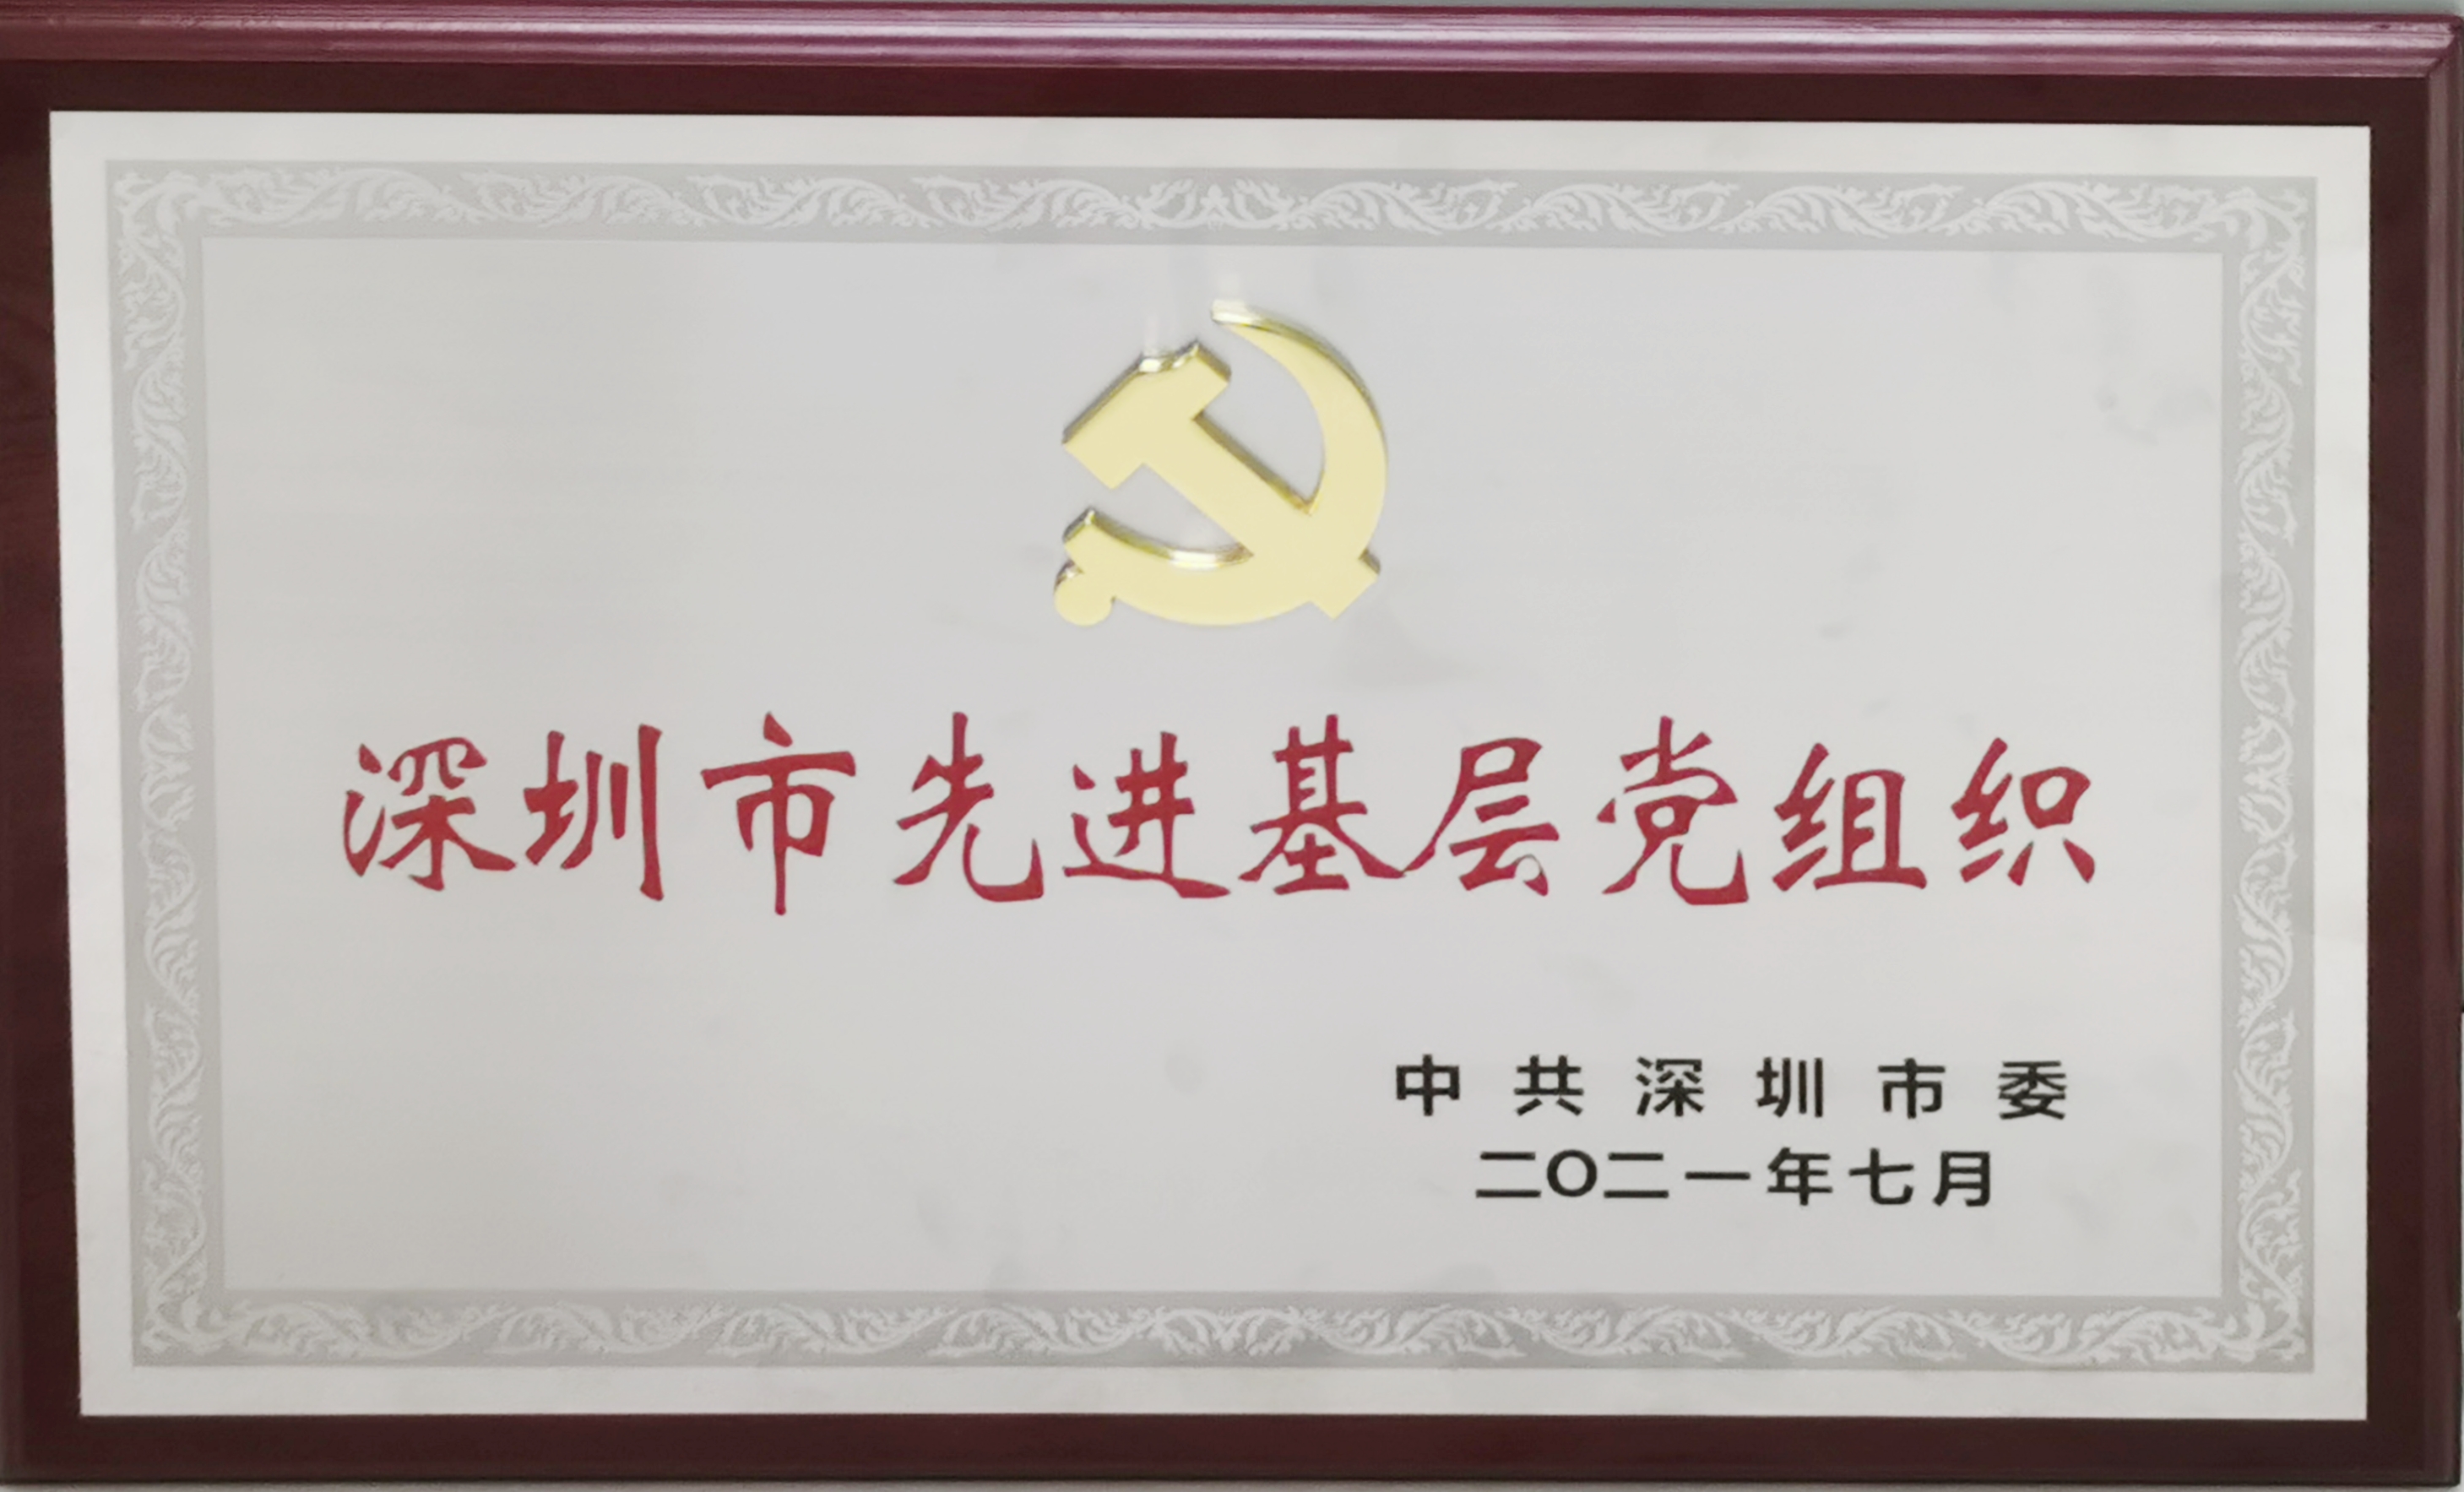 深圳市先进基层党组织
中共深圳市委
二〇二一年七月